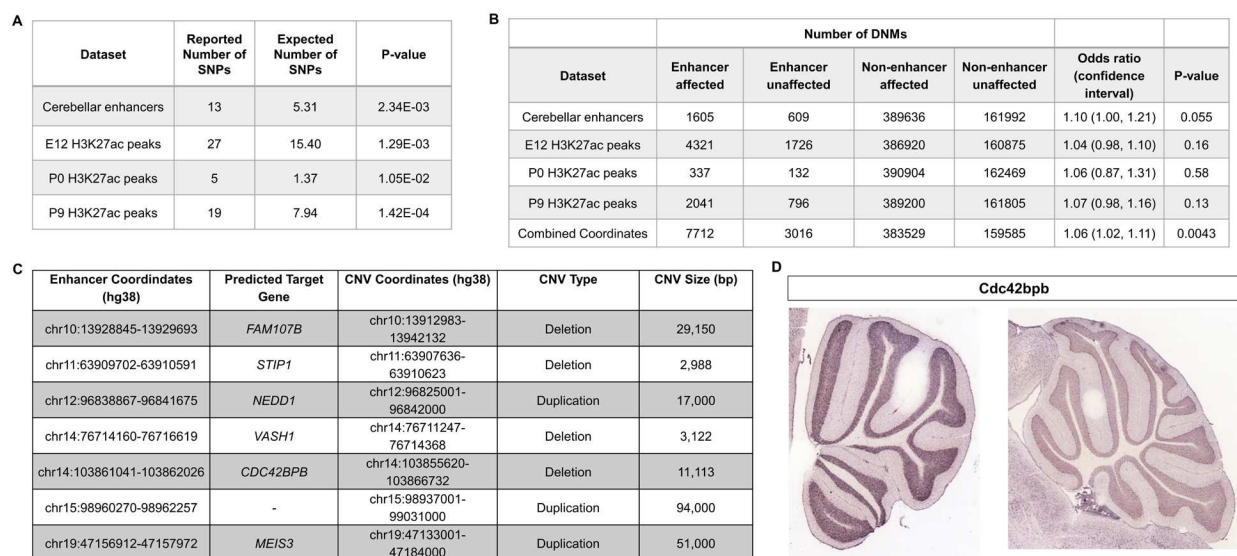 A
Dataset Reported Number of SNPs Expected Number of SNPs P-value
Cerebellar enhancers 13 5.31 2.34E-03
E12 H3K27ac peaks 27 15.40 1.29E-03
P0 H3K27ac peaks 5 1.37 1.05E-02
P9 H3K27ac peaks 19 7.94 1.42E-04
B
Number of DNMs
Dataset Enhancer affected Enhancer unaffected Non-enhancer affected Non-enhancer unaffected Odds ratio (confidence interval) P-value
Cerebellar enhancers 1605 609 389636 161992 1.10 (1.00, 1.21) 0.055
E12 H3K27ac peaks 4321 1726 386920 160875 1.04 (0.98, 1.10) 0.16
P0 H3K27ac peaks 337 132 390904 162469 1.06 (0.87, 1.31) 0.58
P9 H3K27ac peaks 2041 796 389200 161805 1.07 (0.98, 1.16) 0.13
Combined Coordinates 7712 3016 383529 159585 1.06 (1.02, 1.11) 0.0043
C
Enhancer Coordindates (hg38) Predicted Target Gene CNV Coordinates (hg38) CNV Type CNV Size (bp)
chr10:13928845-13929693 FAM107B chr10:13912983-13942132 Deletion 29,150
chr11:63909702-63910591 STIP1 chr11:63907636-63910623 Deletion 2,988
chr12:96838867-96841675 NEDD1 chr12:96825001-96842000 Duplication 17,000
chr14:76714160-76716619 VASH1 chr14:76711247-76714368 Deletion 3,122
chr14:103861041-103862026 CDC42BPB chr14:103855620-103866732 Deletion 11,113
chr15:98960270-98962257 - chr15:98937001-99031000 Duplication 94,000
chr19:47156912-47157972 MEIS3 chr19:47133001-47184000 Duplication 51,000
D
Cdc42bpb